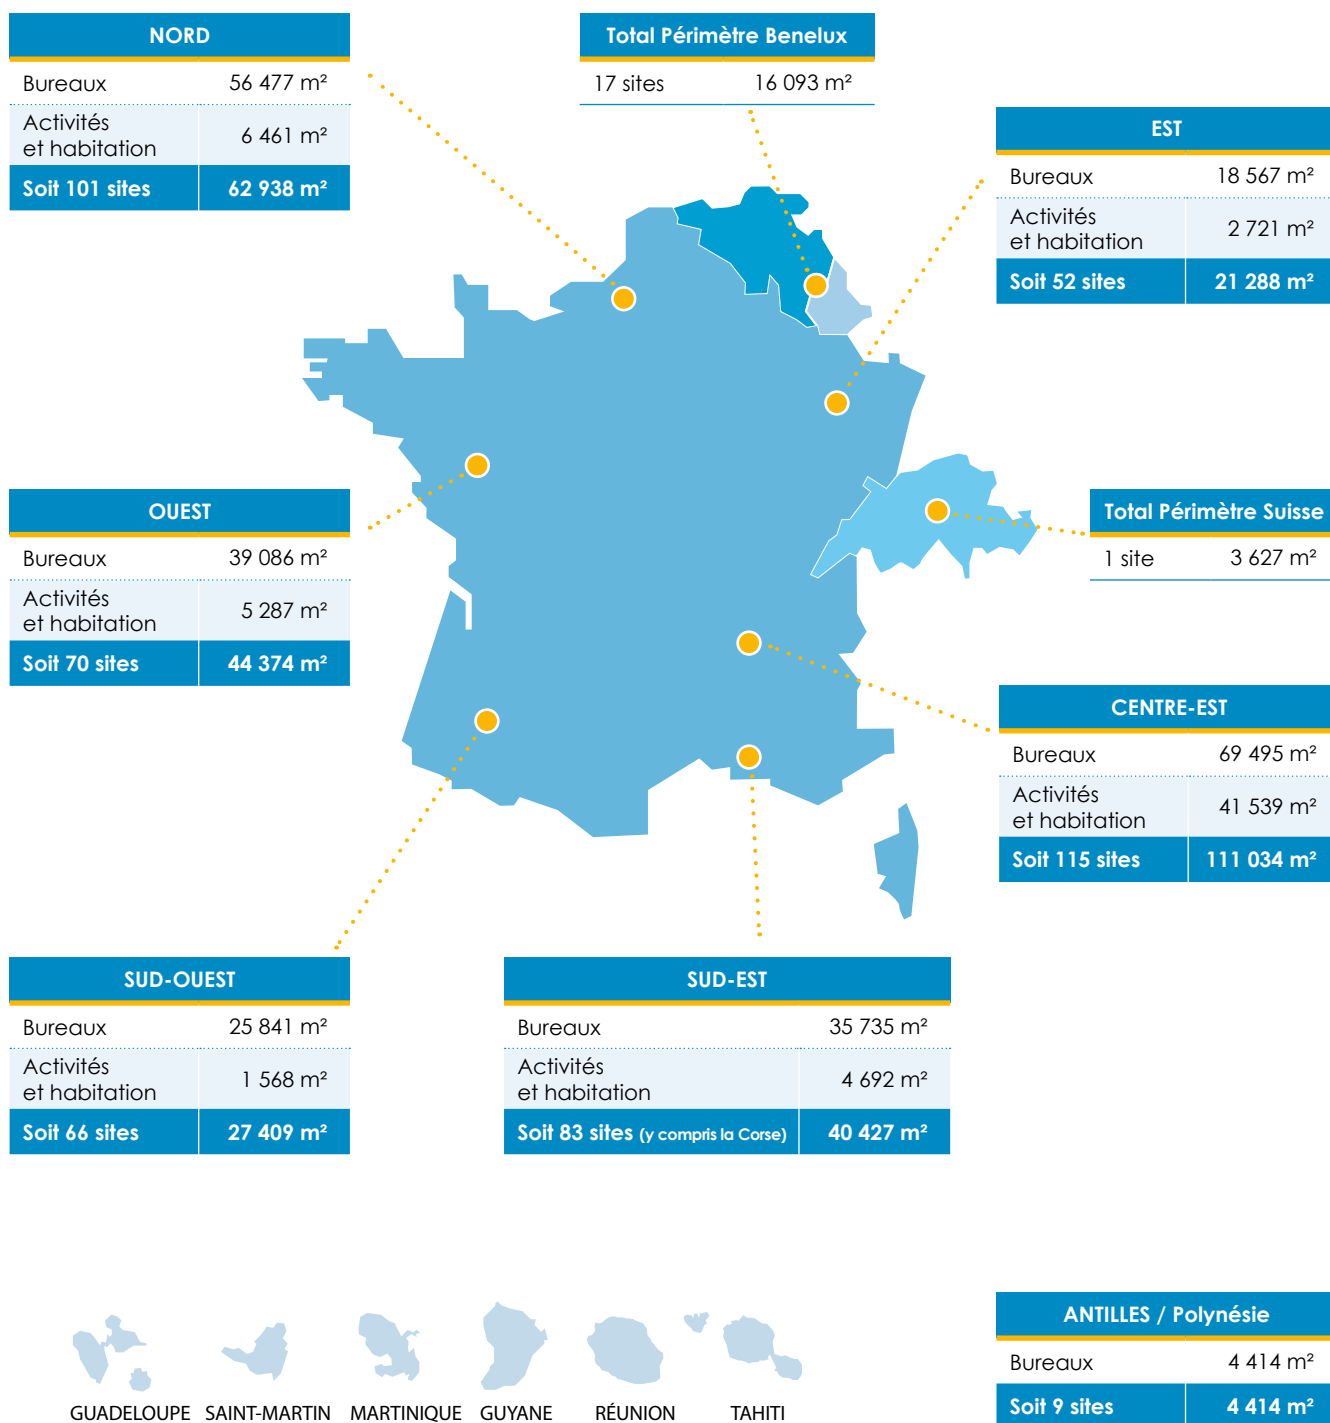 NORD
Bureaux 56 477 m²
Activités
et habitation 6 461 m²
Soit 101 sites 62 938 m²
Total Périmètre Benelux
17 sites 16 093 m²
EST
Bureaux 18 567 m²
Activités
et habitation 2 721 m²
Soit 52 sites 21 288 m²
OUEST
Bureaux 39 086 m²
Activités
et habitation 5 287 m²
Soit 70 sites 44 374 m²
Total Périmètre Suisse
1 site 3 627 m²
CENTRE-EST
Bureaux 69 495 m²
Activités
et habitation 41 539 m²
Soit 115 sites 111 034 m²
SUD-OUEST
Bureaux 25 841 m²
Activités
et habitation 1 568 m²
Soit 66 sites 27 409 m²
SUD-EST
Bureaux 35 735 m²
Activités
et habitation 4 692 m²
Soit 83 sites (y compris la Corse) 40 427 m²
ANTILLES / Polynésie
Bureaux 4 414 m²
Soit 9 sites 4 414 m²
GUADELOUPE SAINT-MARTIN MARTINIQUE GUYANE RÉUNION TAHITI